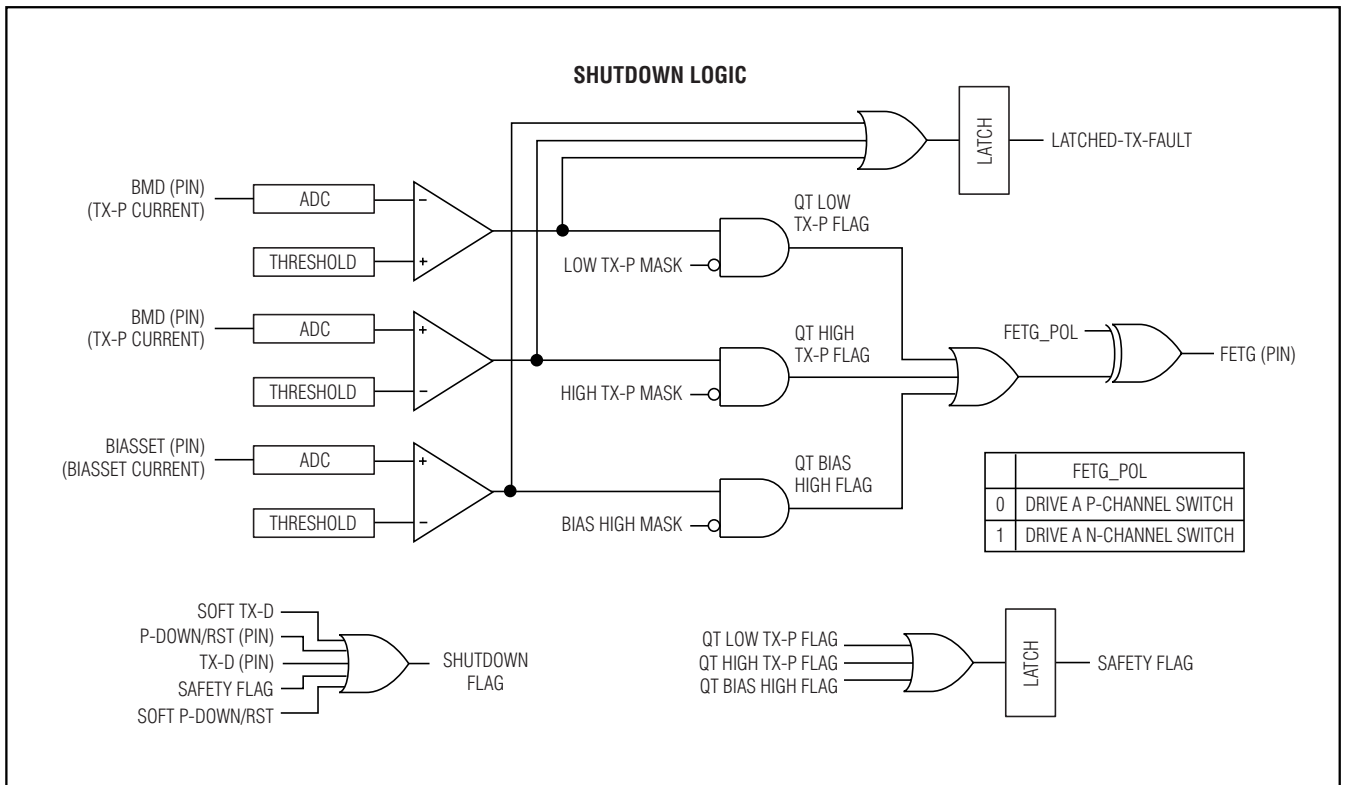 SHUTDOWN LOGIC
BMD (PIN)
(TX-P CURRENT)
ADC
THRESHOLD
−
+
LATCH
LATCHED-TX-FAULT
QT LOW
TX-P FLAG
LOW TX-P MASK
BMD (PIN)
(TX-P CURRENT)
ADC
THRESHOLD
+
−
QT HIGH
TX-P FLAG
HIGH TX-P MASK
FETG_POL
FETG (PIN)
BIASSET (PIN)
(BIASSET CURRENT)
ADC
THRESHOLD
+
−
QT BIAS
HIGH FLAG
BIAS HIGH MASK
FETG_POL
0 DRIVE A P-CHANNEL SWITCH
1 DRIVE A N-CHANNEL SWITCH
SOFT TX-D
P-DOWN/RST (PIN)
TX-D (PIN)
SAFETY FLAG
SOFT P-DOWN/RST
SHUTDOWN
FLAG
QT LOW TX-P FLAG
QT HIGH TX-P FLAG
QT BIAS HIGH FLAG
LATCH
SAFETY FLAG